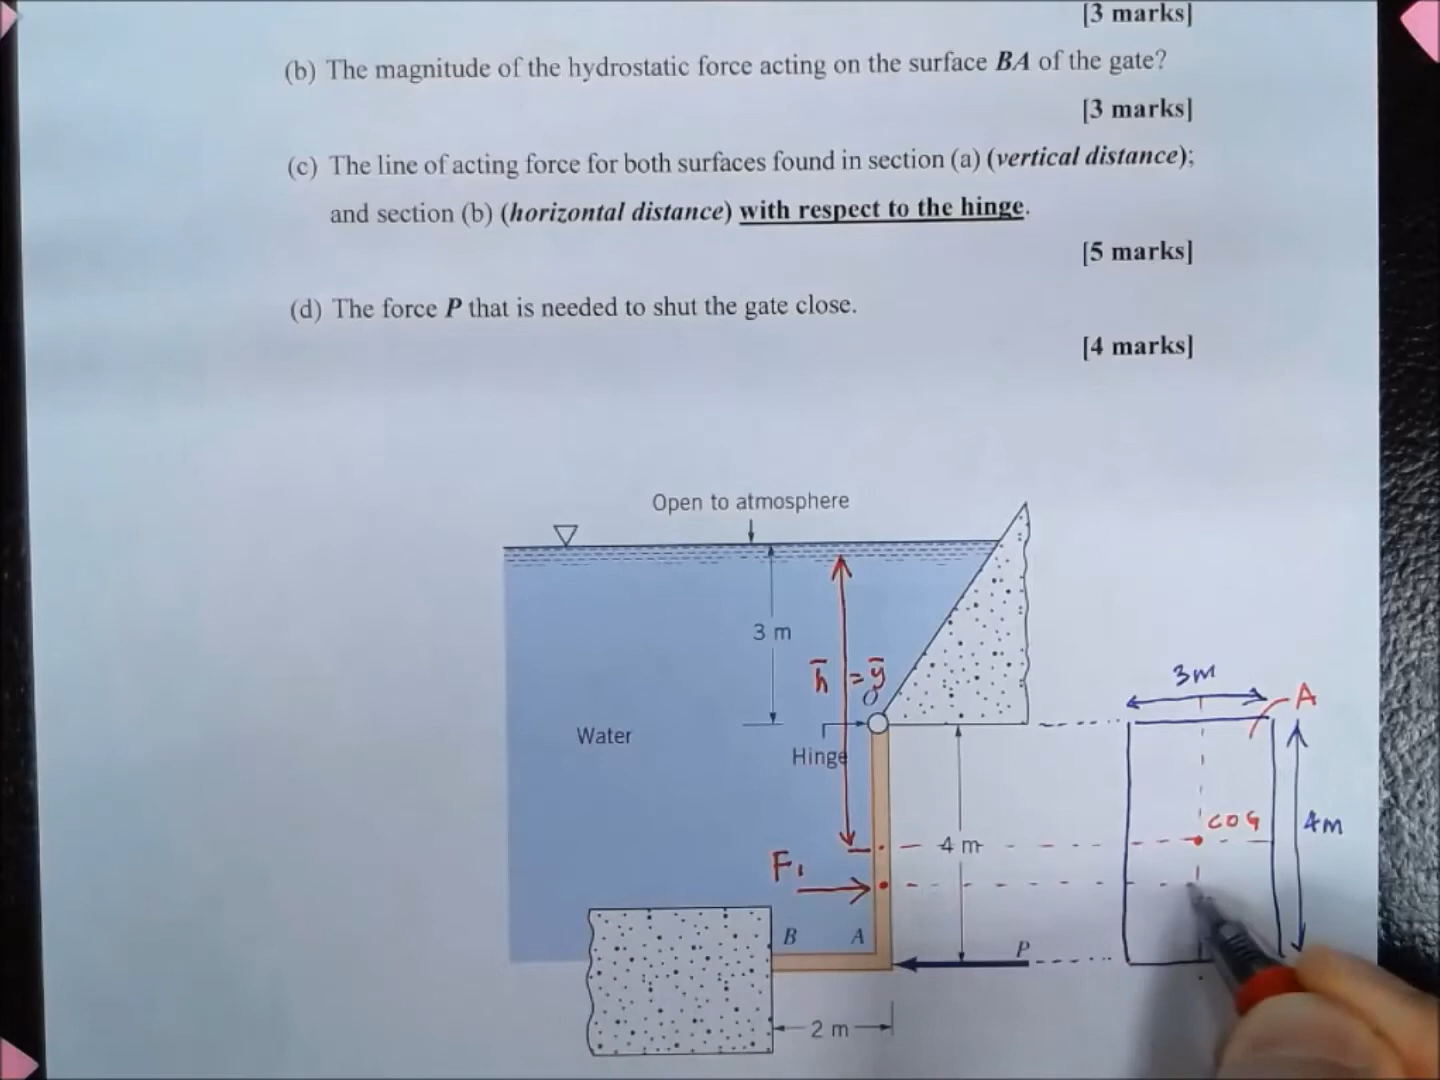 [3 marks]
(b) The magnitude of the hydrostatic force acting on the surface BA of the gate?
[3 marks]
(c) The line of acting force for both surfaces found in section (a) (vertical distance);
and section (b) (horizontal distance) with respect to the hinge.
[5 marks]
(d) The force P that is needed to shut the gate close.
[4 marks]
Open to atmosphere
3 m
h̄ = ȳ
O
3m
A
Water
Hinge
COG
4 m
4m
F₁
B
A
P
2 m